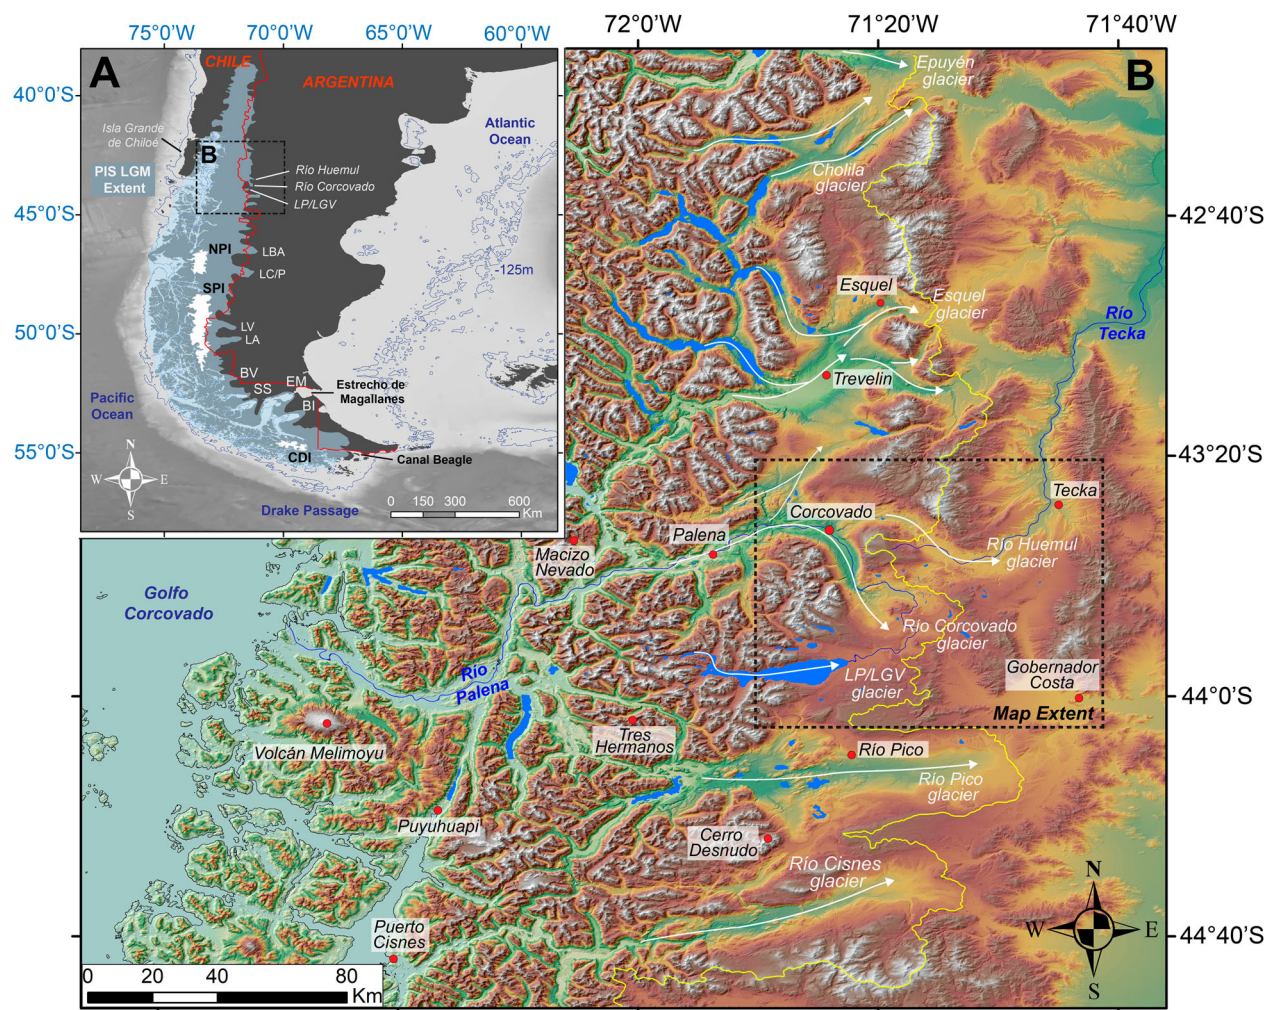 75°0'W
70°0'W
65°0'W
60°0'W
72°0'W
71°20'W
71°40'W
A
CHILE
ARGENTINA
40°0'S
45°0'S
50°0'S
55°0'S
Isla Grande
de Chiloé
PIS LGM
Extent
B
Río Huemul
Río Corcovado
LP/LGV
Atlantic
Ocean
NPI
LBA
LC/P
SPI
-125m
LV
LA
BV
SS
EM
BI
Estrecho de
Magallanes
Pacific
Ocean
CDI
Canal Beagle
N
W
E
S
Drake Passage
0
150
300
600
Km
B
Epuyén
glacier
Cholila
glacier
42°40'S
Esquel
Esquel
glacier
Río
Tecka
Trevelin
43°20'S
Tecka
Corcovado
Palena
Macizo
Nevado
Río Huemul
glacier
Golfo
Corcovado
Río Corcovado
glacier
Río
Palena
LP/LGV
glacier
Gobernador
Costa
44°0'S
Map Extent
Volcán Melimoyu
Tres
Hermanos
Río Pico
Río Pico
glacier
Puyuhuapi
Cerro
Desnudo
Río Cisnes
glacier
N
W
E
S
Puerto
Cisnes
44°40'S
0
20
40
80
Km